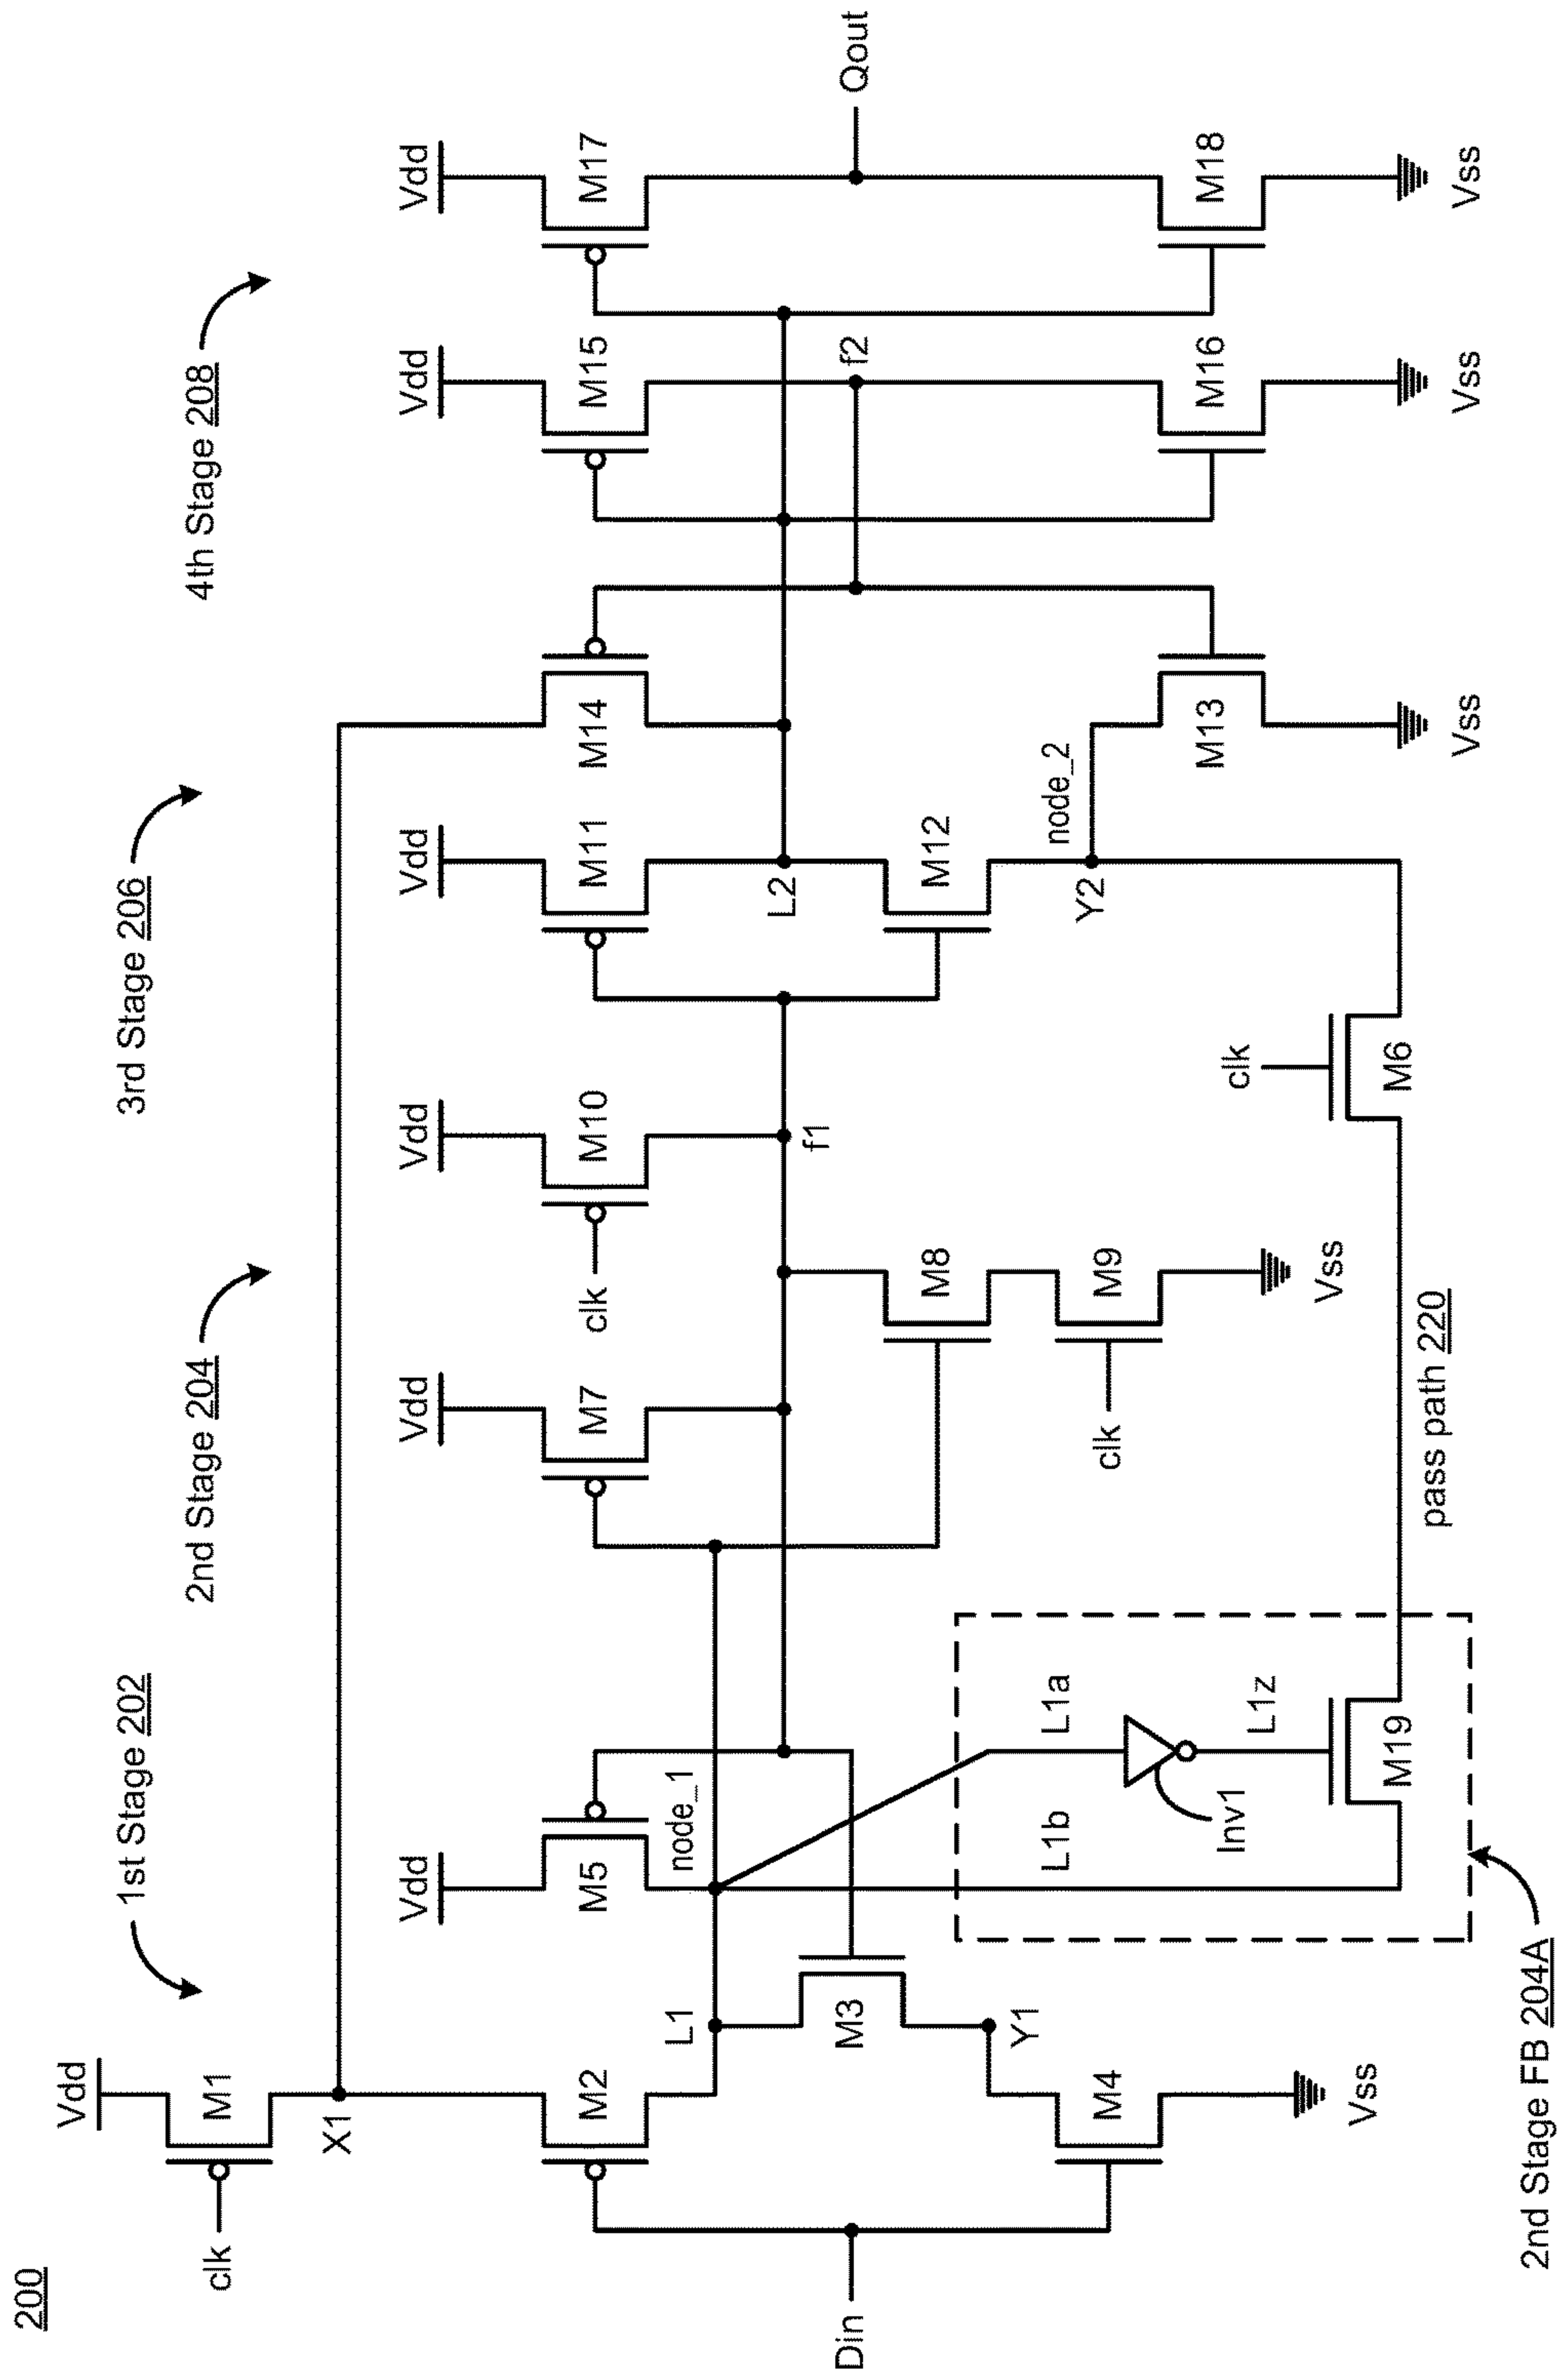 200
1st Stage 202
2nd Stage 204
3rd Stage 206
4th Stage 208
Vdd
clk
M1
X1
Vdd
M5
Vdd
M7
Vdd
M10
clk
Vdd
M11
M14
Vdd
M15
Vdd
M17
M2
L1
node_1
f1
L2
f2
Qout
Din
M3
Y1
M4
Vss
L1b
L1a
Inv1
L1z
M19
M8
M9
clk
Vss
M12
Y2
node_2
M13
Vss
M16
Vss
M18
Vss
clk
M6
pass path 220
2nd Stage FB 204A